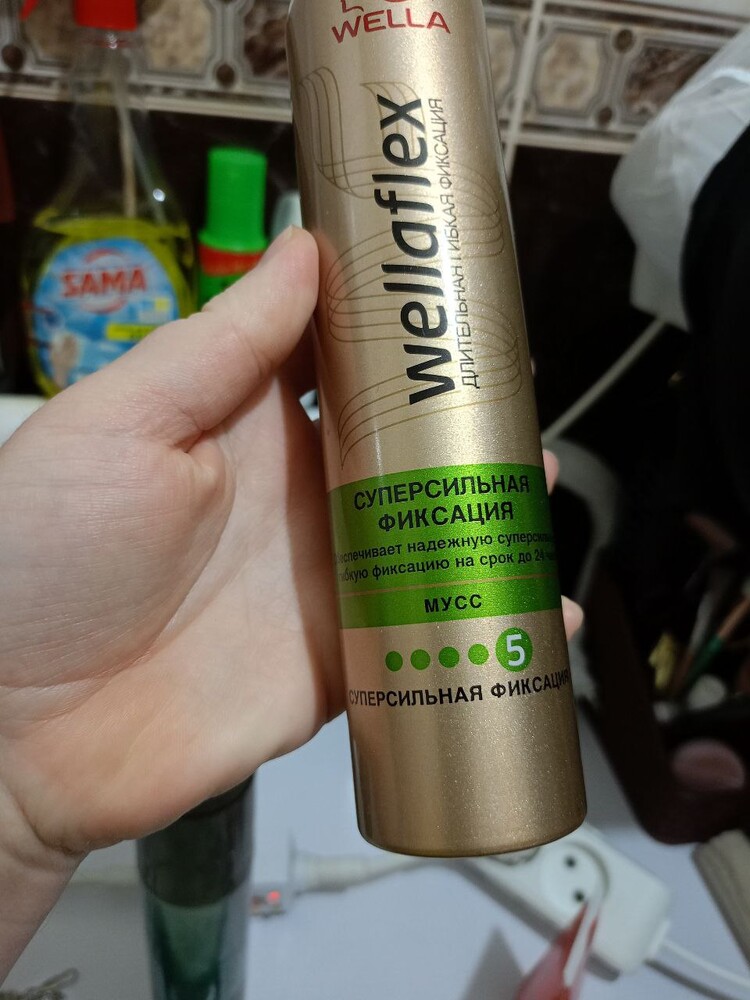 WELLA
wellaflex
ДЛИТЕЛЬНАЯ ГИБКАЯ ФИКСАЦИЯ
СУПЕРСИЛЬНАЯ
ФИКСАЦИЯ
надежную
фиксацию на срок до 24
МУСС
5
СУПЕРСИЛЬНАЯ ФИКСАЦИЯ
SAMA